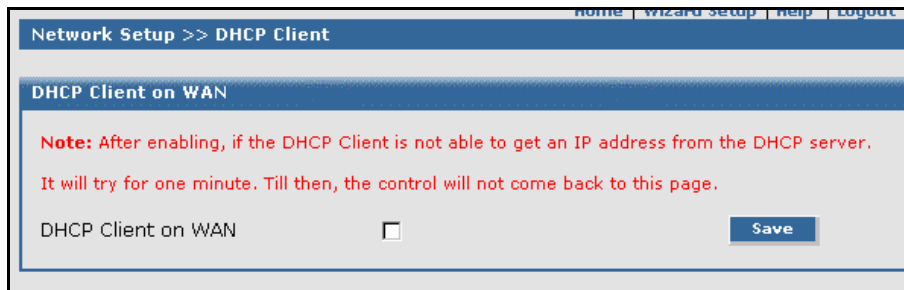 Home | Wizard Setup | Help | Logout
Network Setup >> DHCP Client
DHCP Client on WAN
Note: After enabling, if the DHCP Client is not able to get an IP address from the DHCP server.
It will try for one minute. Till then, the control will not come back to this page.
DHCP Client on WAN
Save